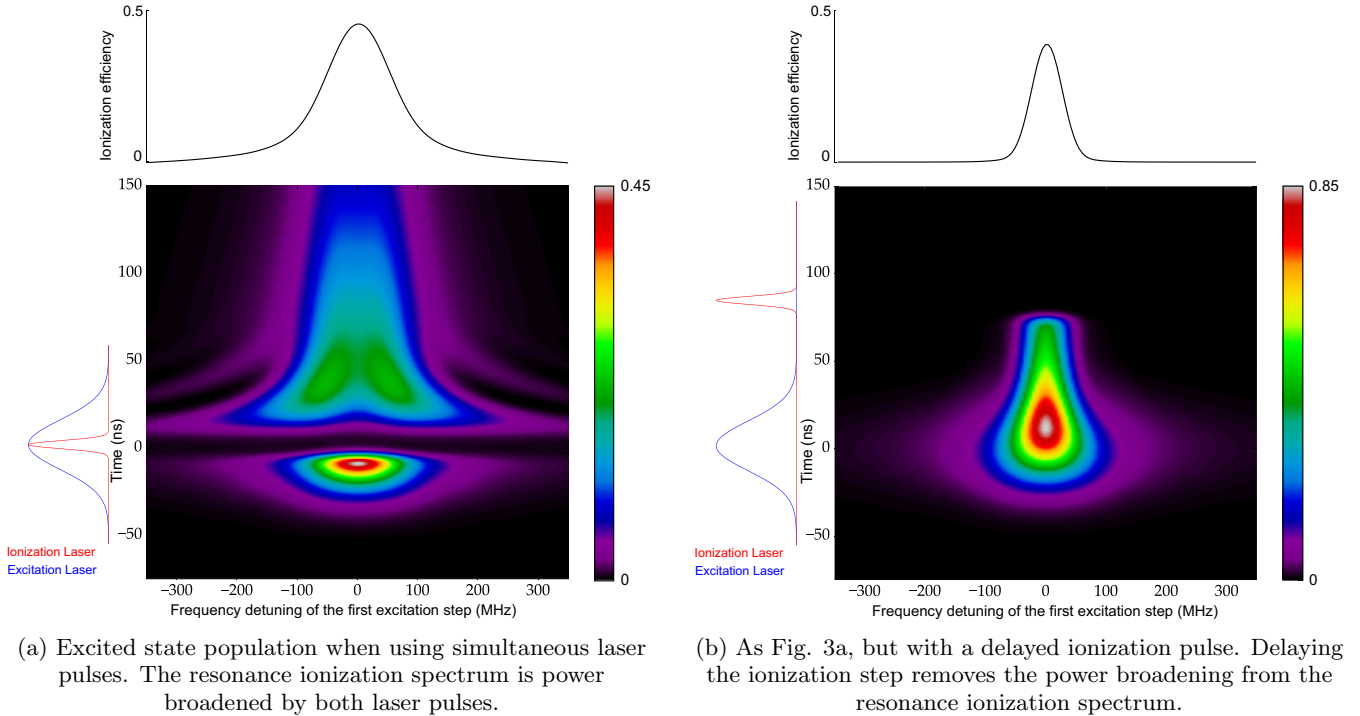 0.5
Ionization efficiency
0
150
100
50
0
−50
Time (ns)
0.45
0
Ionization Laser
Excitation Laser
−300 −200 −100 0 100 200 300
Frequency detuning of the first excitation step (MHz)
(a) Excited state population when using simultaneous laser
pulses. The resonance ionization spectrum is power
broadened by both laser pulses.
0.5
Ionization efficiency
0
150
100
50
0
−50
Time (ns)
0.85
0
Ionization Laser
Excitation Laser
−300 −200 −100 0 100 200 300
Frequency detuning of the first excitation step (MHz)
(b) As Fig. 3a, but with a delayed ionization pulse. Delaying
the ionization step removes the power broadening from the
resonance ionization spectrum.